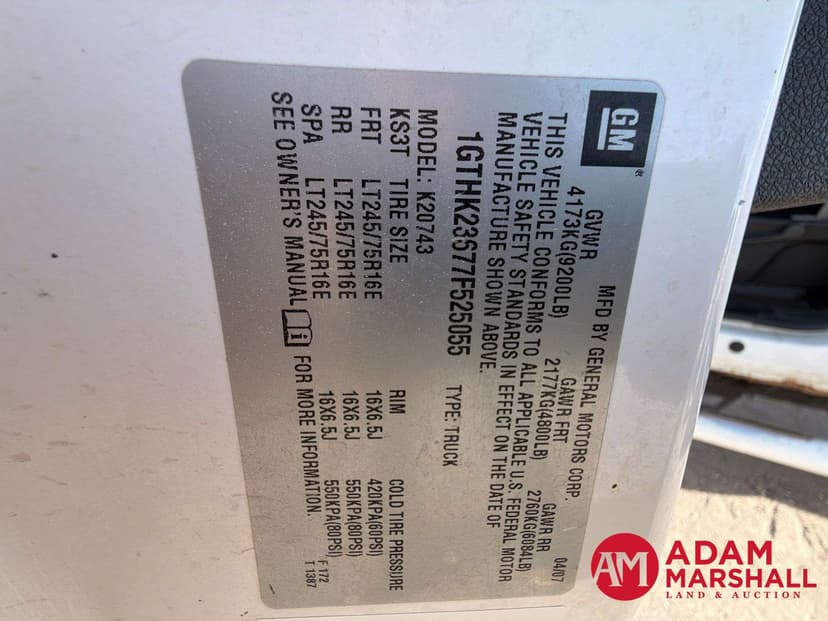 GM
MFD BY GENERAL MOTORS CORP. 04/07
GVWR GAWR FRT GAWR RR
4173KG(9200LB) 2177KG(4800LB) 2760KG(6084LB)
THIS VEHICLE CONFORMS TO ALL APPLICABLE U.S. FEDERAL MOTOR
VEHICLE SAFETY STANDARDS IN EFFECT ON THE DATE OF
MANUFACTURE SHOWN ABOVE.
1GTHK23677F525055 TYPE: TRUCK
MODEL: K20743
KS3T TIRE SIZE RIM COLD TIRE PRESSURE
FRT LT245/75R16E 16X6.5J 420KPA(60PSI)
RR LT245/75R16E 16X6.5J 550KPA(80PSI)
SPA LT245/75R16E 16X6.5J 550KPA(80PSI)
SEE OWNER'S MANUAL FOR MORE INFORMATION.
F172
T1387
AM
ADAM
MARSHALL
LAND & AUCTION